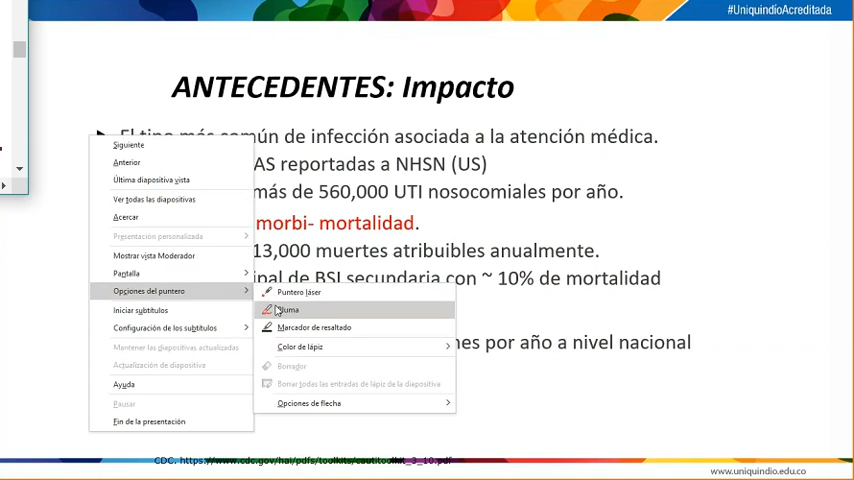 #UniquindíoAcreditada
ANTECEDENTES: Impacto
El tipo más común de infección asociada a la atención médica.
AS reportadas a NHSN (US)
más de 560,000 UTI nosocomiales por año.
morbi- mortalidad.
13,000 muertes atribuibles anualmente.
ipal de BSI secundaria con ~ 10% de mortalidad
nes por año a nivel nacional
Siguiente
Anterior
Última diapositiva vista
Ver todas las diapositivas
Acercar
Presentación personalizada
Mostrar vista Moderador
Pantalla
Opciones del puntero
Iniciar subtítulos
Configuración de los subtítulos
Mantener las diapositivas actualizadas
Actualización de diapositiva
Ayuda
Pausar
Fin de la presentación
Puntero láser
Pluma
Marcador de resaltado
Color de lápiz
Borrador
Borrar todas las entradas de lápiz de la diapositiva
Opciones de flecha
CDC. https://www.cdc.gov/hai/pdfs/toolkits/cautitoolkit_3_10.pdf
www.uniquindio.edu.co